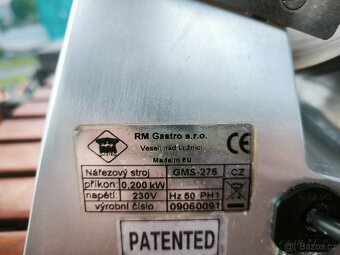 RM Gastro s.r.o.
Veselí nad Lužnicí
Made in EU
CE
Nářezový stroj GMS-275 CZ
příkon: 0,200 kW
napětí: 230V Hz 50 PH1
výrobní číslo 09060091
PATENTED